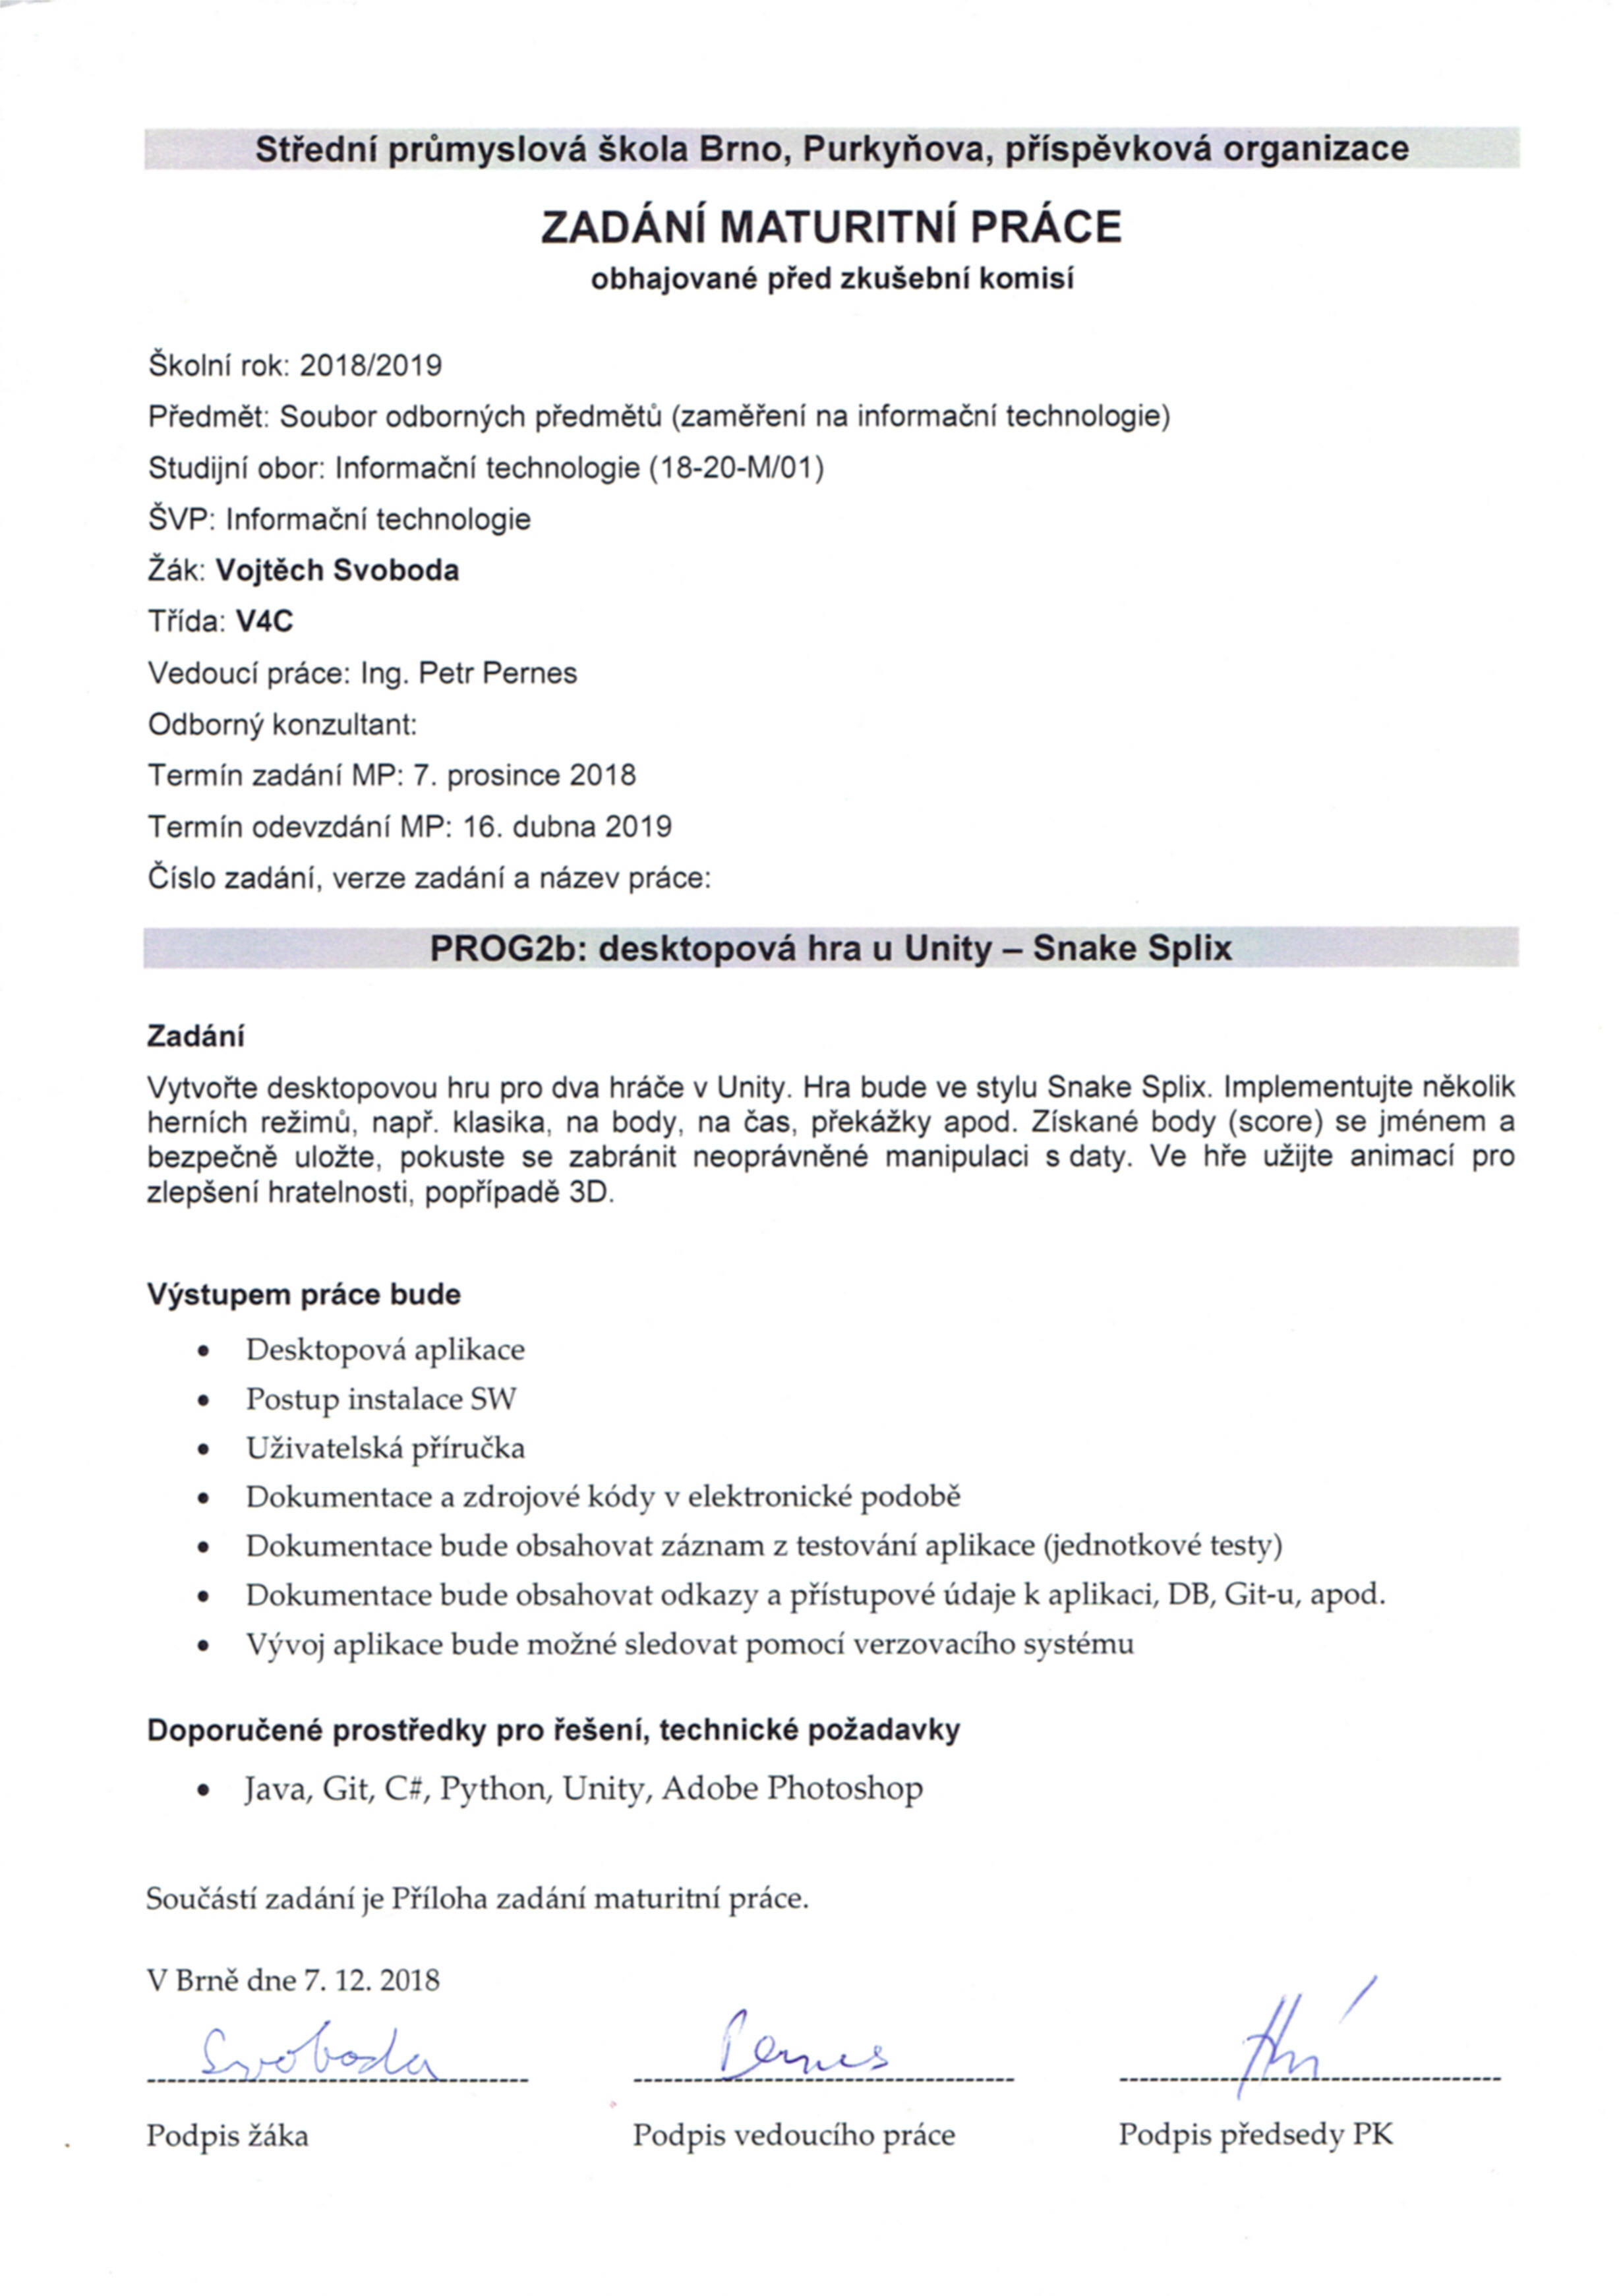 Střední průmyslová škola Brno, Purkyňova, příspěvková organizace
ZADÁNÍ MATURITNÍ PRÁCE
obhajované před zkušební komisí
Školní rok: 2018/2019
Předmět: Soubor odborných předmětů (zaměření na informační technologie)
Studijní obor: Informační technologie (18-20-M/01)
ŠVP: Informační technologie
Žák: Vojtěch Svoboda
Třída: V4C
Vedoucí práce: Ing. Petr Pernes
Odborný konzultant:
Termín zadání MP: 7. prosince 2018
Termín odevzdání MP: 16. dubna 2019
Číslo zadání, verze zadání a název práce:
PROG2b: desktopová hra u Unity – Snake Splix
Zadání
Vytvořte desktopovou hru pro dva hráče v Unity. Hra bude ve stylu Snake Splix. Implementujte několik
herních režimů, např. klasika, na body, na čas, překážky apod. Získané body (score) se jménem a
bezpečně uložte, pokuste se zabránit neoprávněné manipulaci s daty. Ve hře užijte animací pro
zlepšení hratelnosti, popřípadě 3D.
Výstupem práce bude
• Desktopová aplikace
• Postup instalace SW
• Uživatelská příručka
• Dokumentace a zdrojové kódy v elektronické podobě
• Dokumentace bude obsahovat záznam z testování aplikace (jednotkové testy)
• Dokumentace bude obsahovat odkazy a přístupové údaje k aplikaci, DB, Git-u, apod.
• Vývoj aplikace bude možné sledovat pomocí verzovacího systému
Doporučené prostředky pro řešení, technické požadavky
• Java, Git, C#, Python, Unity, Adobe Photoshop
Součástí zadání je Příloha zadání maturitní práce.
V Brně dne 7. 12. 2018
Svoboda Pernes
Podpis žáka Podpis vedoucího práce Podpis předsedy PK